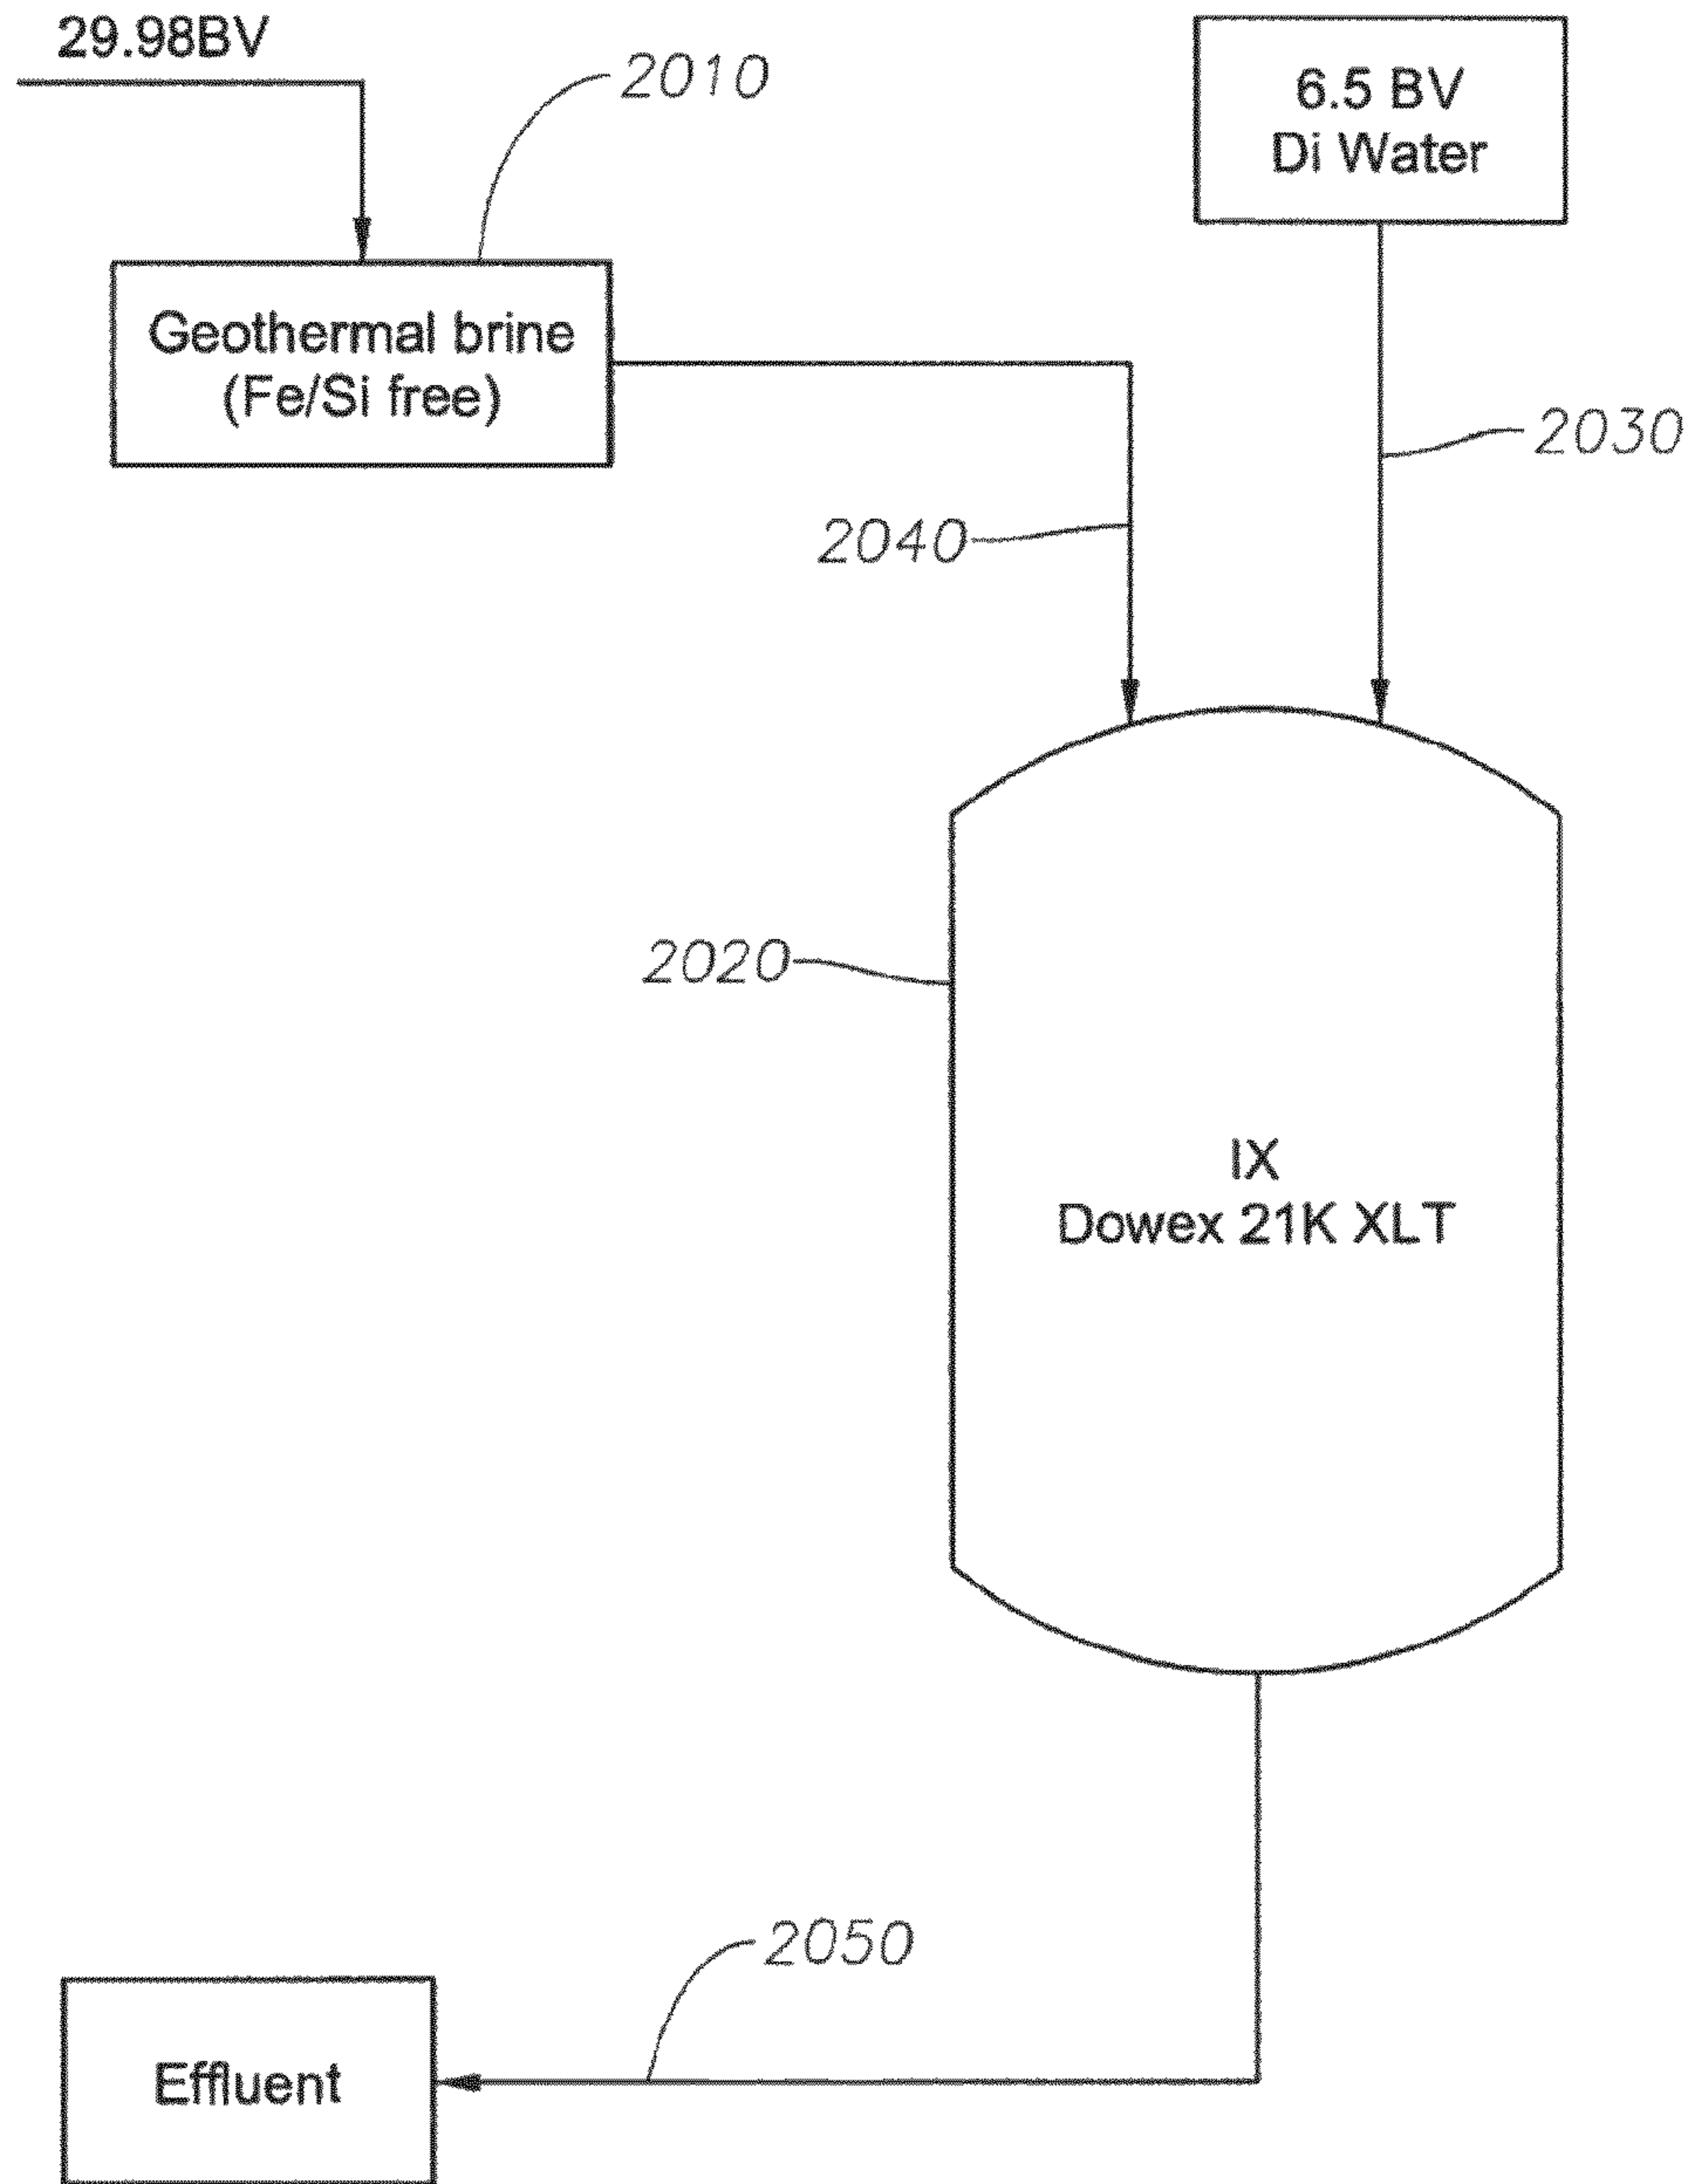 29.98BV
2010
6.5 BV
Di Water
Geothermal brine
(Fe/Si free)
2030
2040
2020
IX
Dowex 21K XLT
2050
Effluent